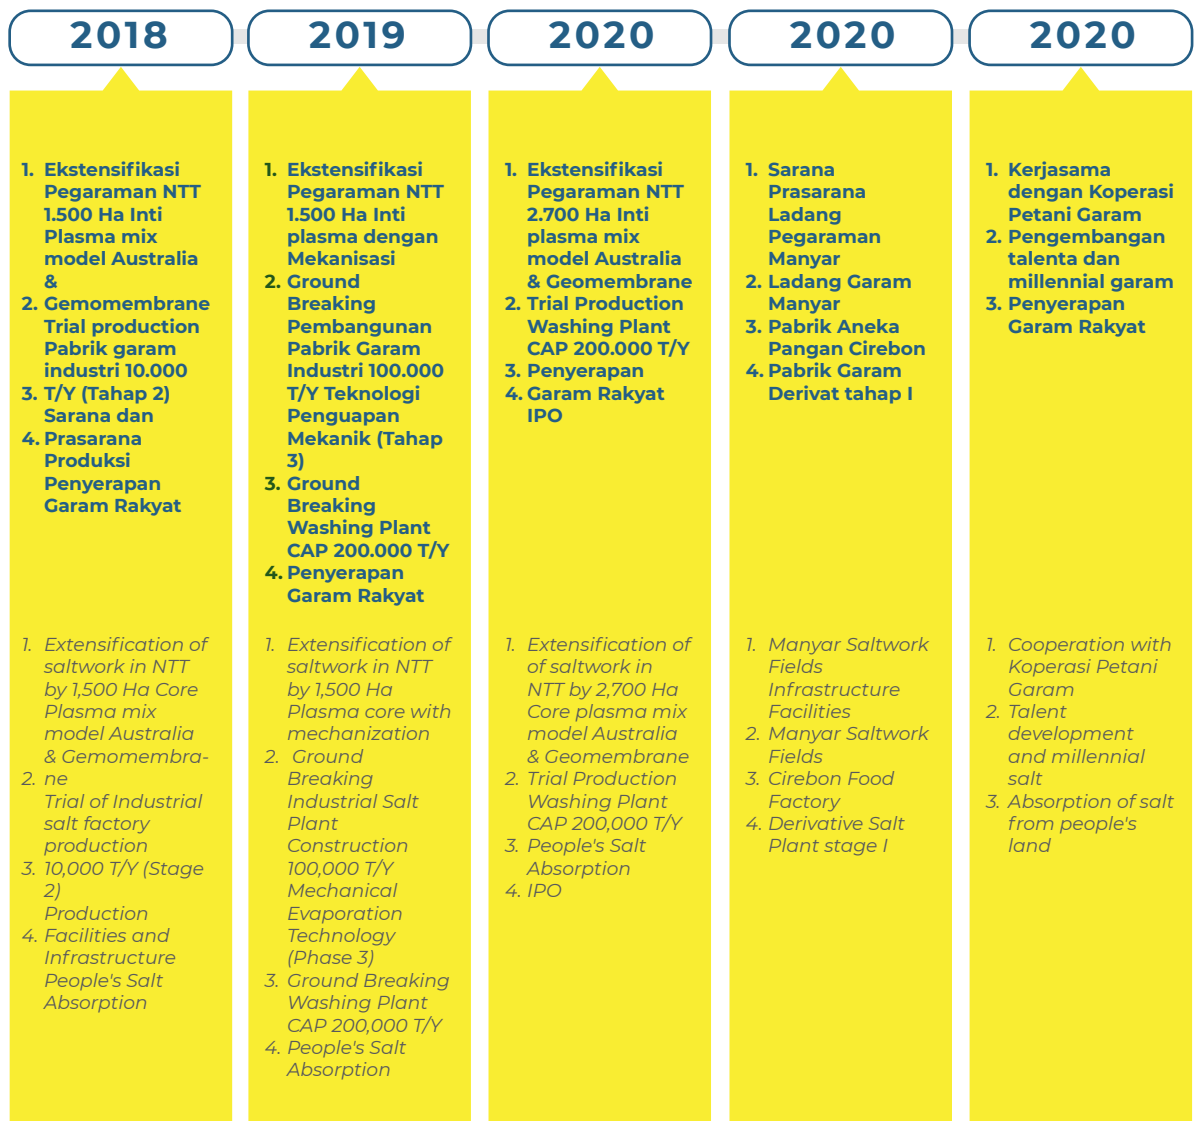 2018
1. Ekstensifikasi
Pegaraman NTT
1.500 Ha Inti
Plasma mix
model Australia
&
2. Gemomembrane
Trial production
Pabrik garam
industri 10.000
3. T/Y (Tahap 2)
Sarana dan
4. Prasarana
Produksi
Penyerapan
Garam Rakyat
1. Extensification of
saltwork in NTT
by 1,500 Ha Core
Plasma mix
model Australia
& Gemomembra-
2. ne
Trial of Industrial
salt factory
production
3. 10,000 T/Y (Stage
2)
Production
4. Facilities and
Infrastructure
People's Salt
Absorption
2019
1. Ekstensifikasi
Pegaraman NTT
1.500 Ha Inti
plasma dengan
Mekanisasi
2. Ground
Breaking
Pembangunan
Pabrik Garam
Industri 100.000
T/Y Teknologi
Penguapan
Mekanik (Tahap
3)
3. Ground
Breaking
Washing Plant
CAP 200.000 T/Y
4. Penyerapan
Garam Rakyat
1. Extensification of
saltwork in NTT
by 1,500 Ha
Plasma core with
mechanization
2. Ground
Breaking
Industrial Salt
Plant
Construction
100,000 T/Y
Mechanical
Evaporation
Technology
(Phase 3)
3. Ground Breaking
Washing Plant
CAP 200,000 T/Y
4. People's Salt
Absorption
2020
1. Ekstensifikasi
Pegaraman NTT
2.700 Ha Inti
plasma mix
model Australia
& Geomembrane
2. Trial Production
Washing Plant
CAP 200.000 T/Y
3. Penyerapan
4. Garam Rakyat
IPO
1. Extensification of
of saltwork in
NTT by 2,700 Ha
Core plasma mix
model Australia
& Geomembrane
2. Trial Production
Washing Plant
CAP 200,000 T/Y
3. People's Salt
Absorption
4. IPO
2020
1. Sarana
Prasarana
Ladang
Pegaraman
Manyar
2. Ladang Garam
Manyar
3. Pabrik Aneka
Pangan Cirebon
4. Pabrik Garam
Derivat tahap I
1. Manyar Saltwork
Fields
Infrastructure
Facilities
2. Manyar Saltwork
Fields
3. Cirebon Food
Factory
4. Derivative Salt
Plant stage I
2020
1. Kerjasama
dengan Koperasi
Petani Garam
2. Pengembangan
talenta dan
millennial garam
3. Penyerapan
Garam Rakyat
1. Cooperation with
Koperasi Petani
Garam
2. Talent
development
and millennial
salt
3. Absorption of salt
from people's
land